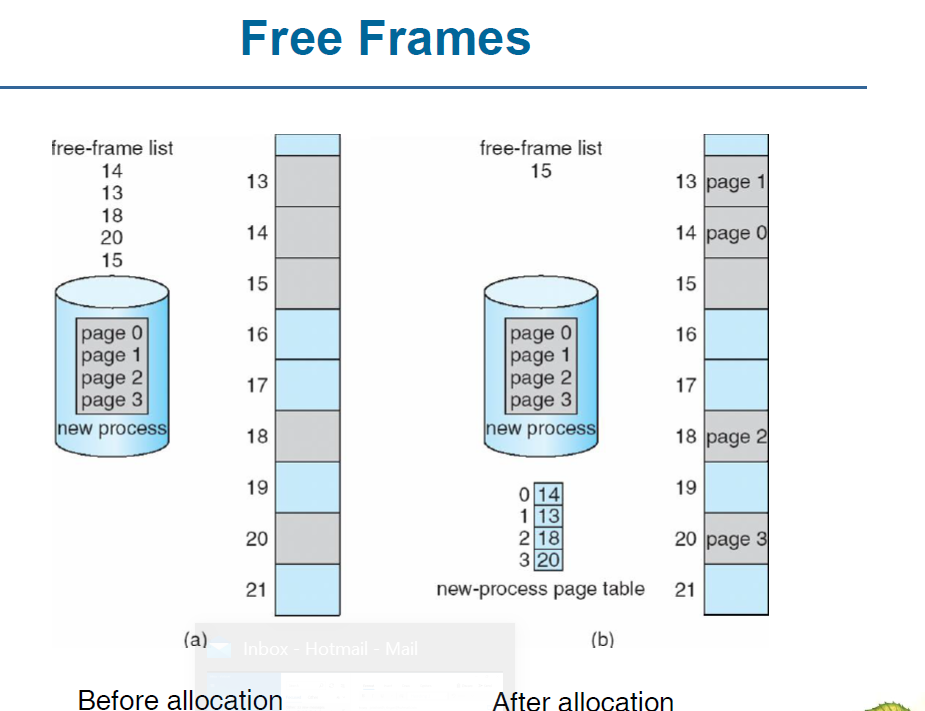 Free Frames
free-frame list
14
13
18
20
15
page 0
page 1
page 2
page 3
new process
13
14
15
16
17
18
19
20
21
(a)
Before allocation
free-frame list
15
page 0
page 1
page 2
page 3
new process
0 14
1 13
2 18
3 20
new-process page table
13 page 1
14 page 0
15
16
17
18 page 2
19
20 page 3
21
(b)
After allocation
Inbox - Hotmail - Mail